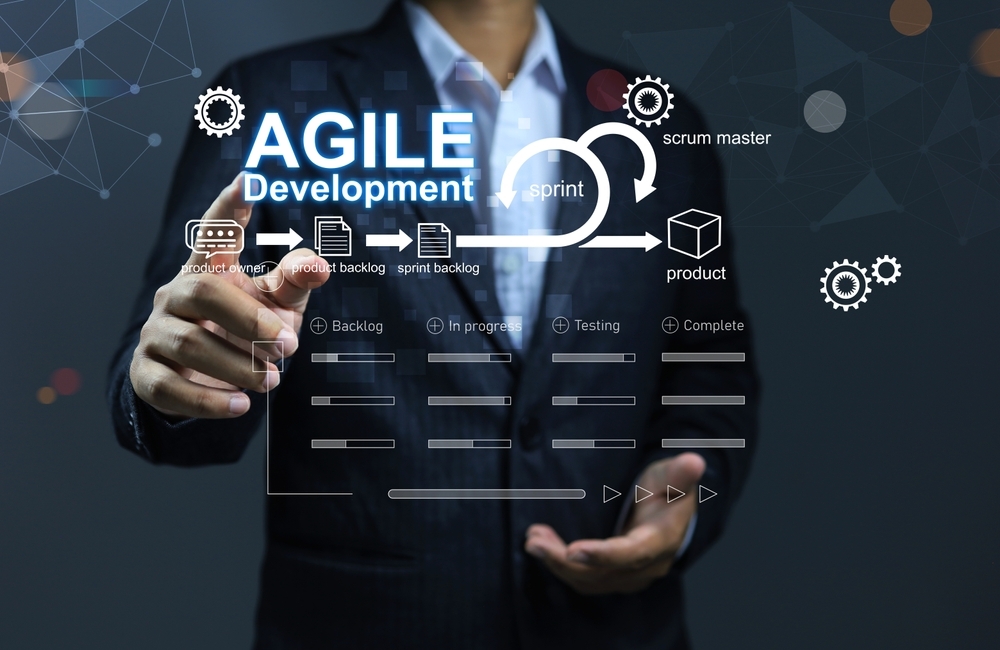 AGILE
Development
scrum master
sprint
product owner
product backlog
sprint backlog
product
Backlog
In progress
Testing
Complete